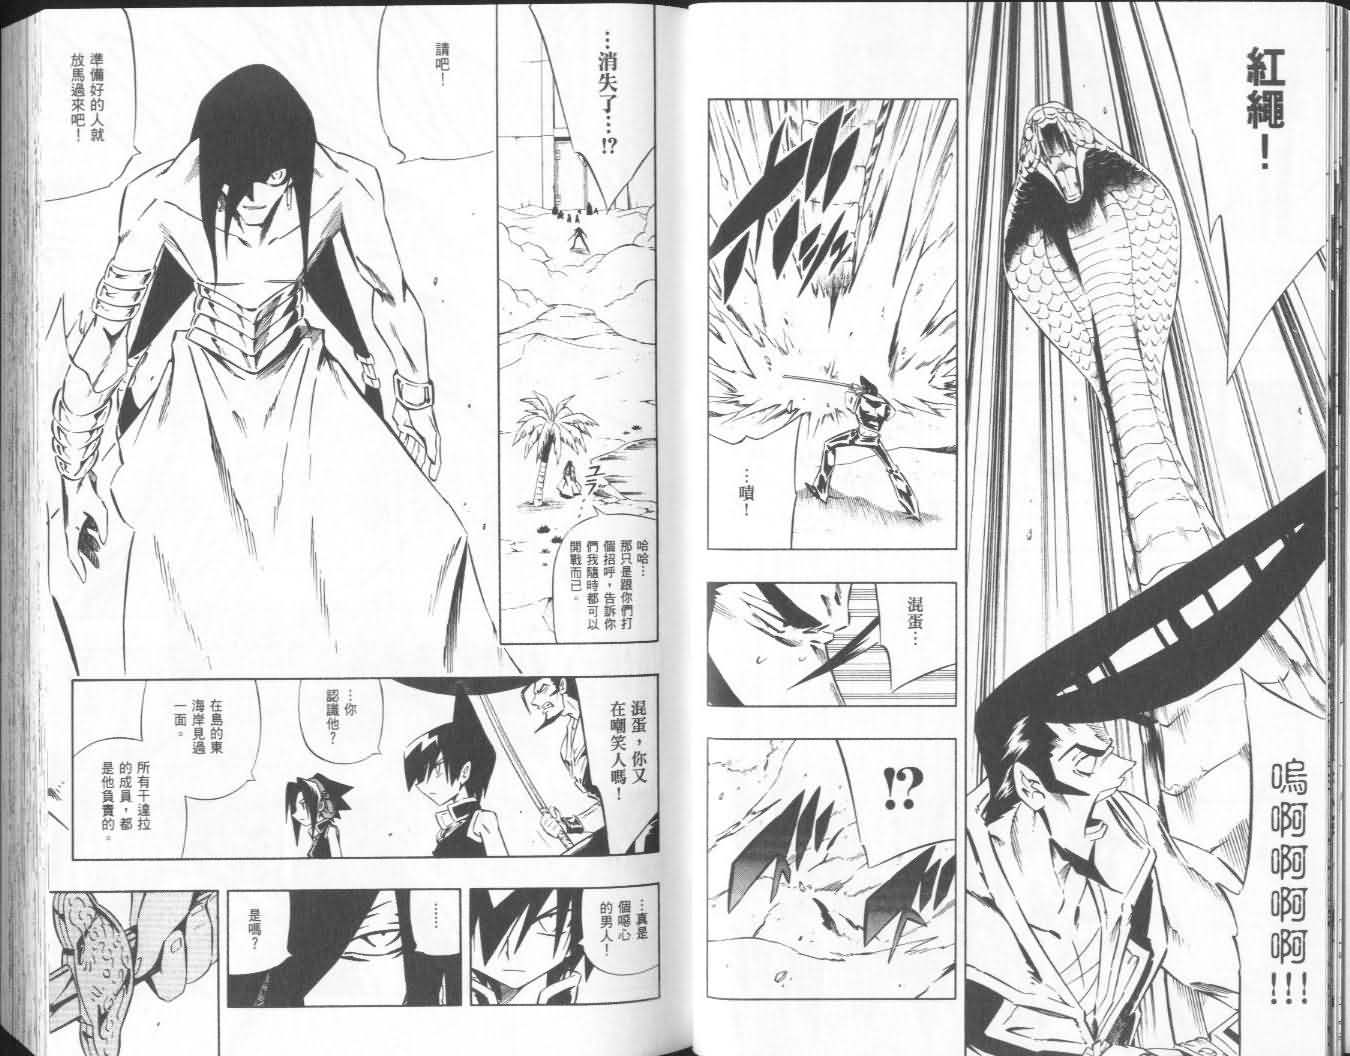 紅繩！
嗚啊啊啊啊!!!
…嘖！
混蛋…
!?
…消失了…!?
ユラ
哈哈…
那只是跟你們打
個招呼，告訴你
們我隨時都可以
開戰而已。
請吧！
準備好的人就
放馬過來吧！
混蛋，你又
在嘲笑人嗎！
…你
認識他？
在島的東
海岸見過
一面。
所有干達拉
的成員，都
是他負責的。
…真是
個噁心
的男人！
……
是嗎？